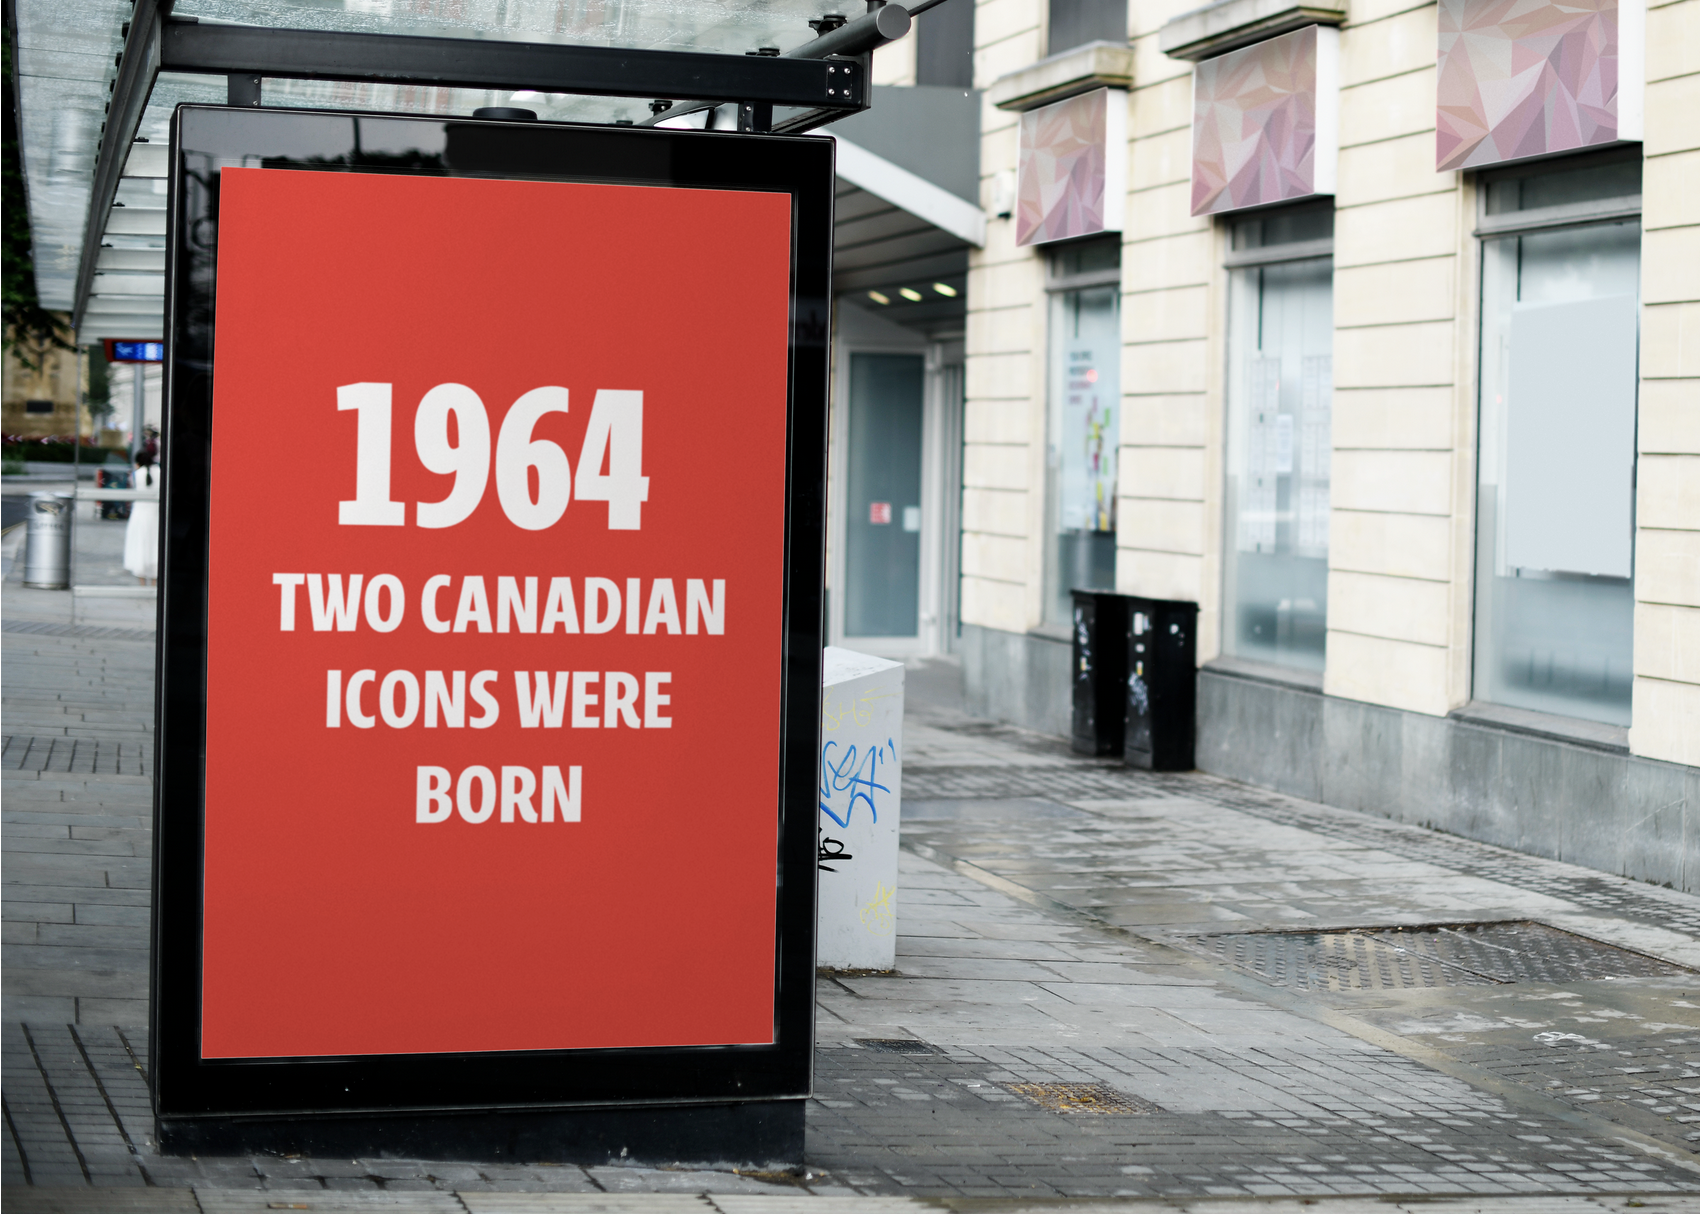 1964
TWO CANADIAN
ICONS WERE
BORN